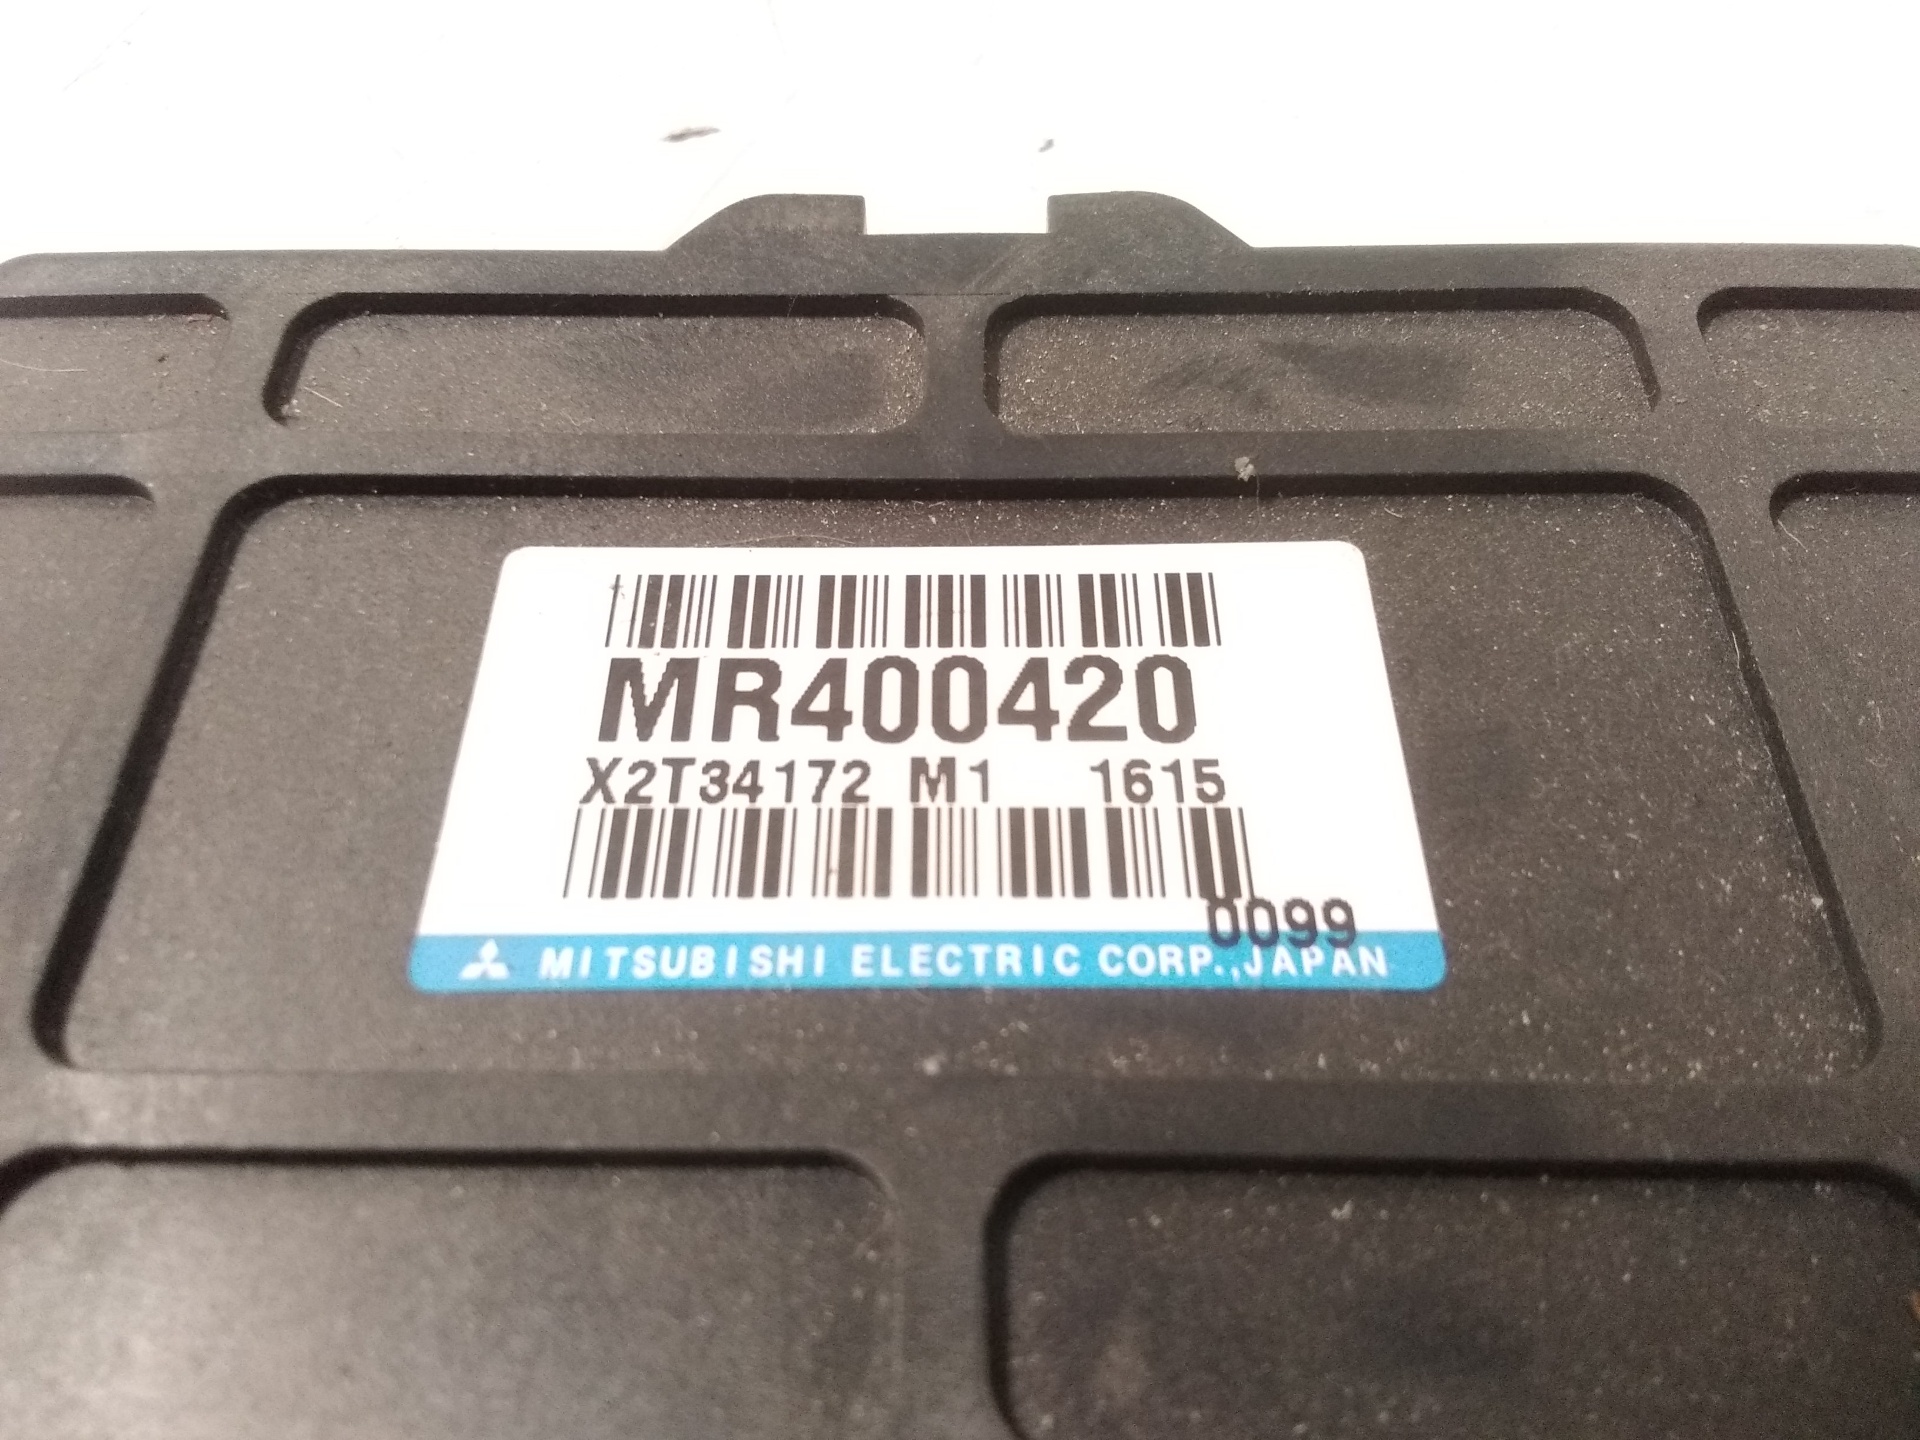 MR400420
X2T34172 M1 1615
0099
MITSUBISHI ELECTRIC CORP.,JAPAN